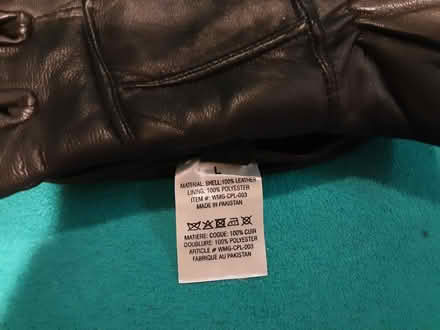 L
MATERIAL: SHELL:100% LEATHER
LINING: 100% POLYESTER
ITEM #: WMG-CPL-003
MADE IN PAKISTAN
MATIERE: COQUE: 100% CUIR
DOUBLURE: 100% POLYESTER
ARTICLE # WMG-CPL-003
FABRIQUE AU PAKISTAN